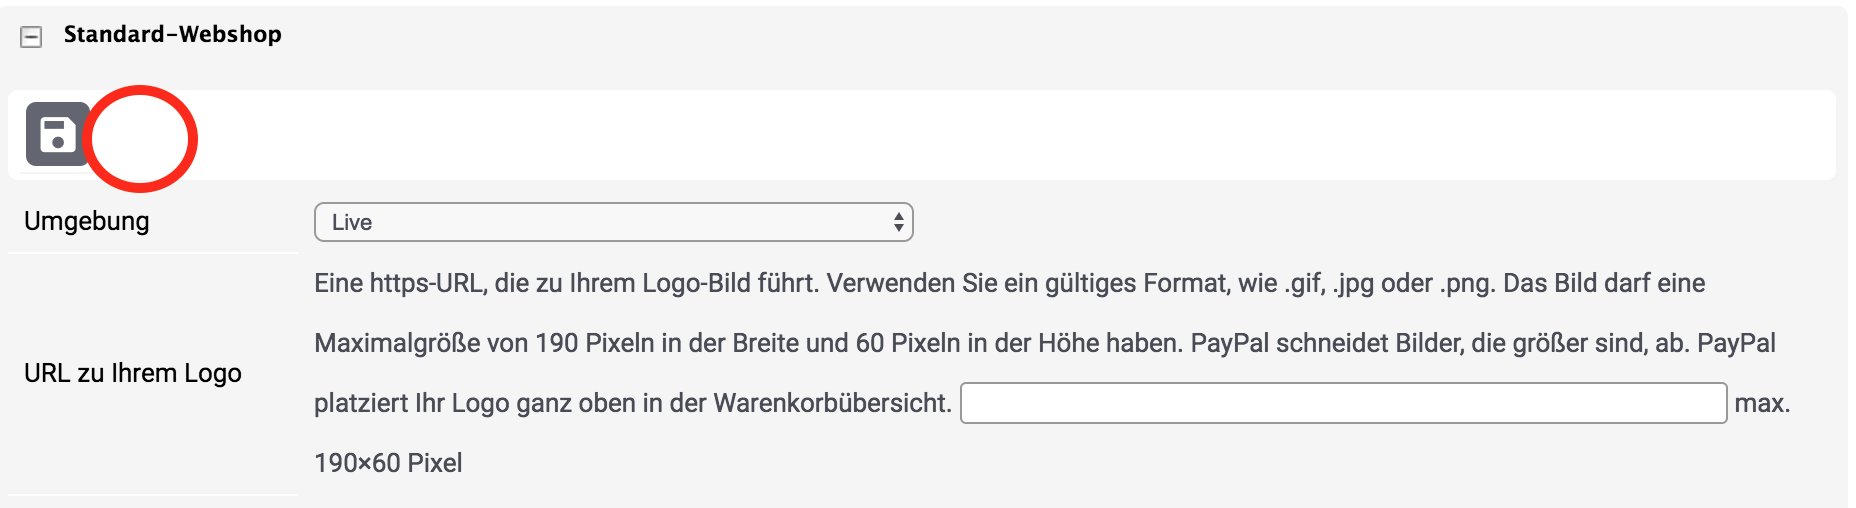 Standard-Webshop
Umgebung
Live
Eine https-URL, die zu Ihrem Logo-Bild führt. Verwenden Sie ein gültiges Format, wie .gif, .jpg oder .png. Das Bild darf eine
Maximalgröße von 190 Pixeln in der Breite und 60 Pixeln in der Höhe haben. PayPal schneidet Bilder, die größer sind, ab. PayPal
URL zu Ihrem Logo
platziert Ihr Logo ganz oben in der Warenkorbübersicht. max.
190×60 Pixel